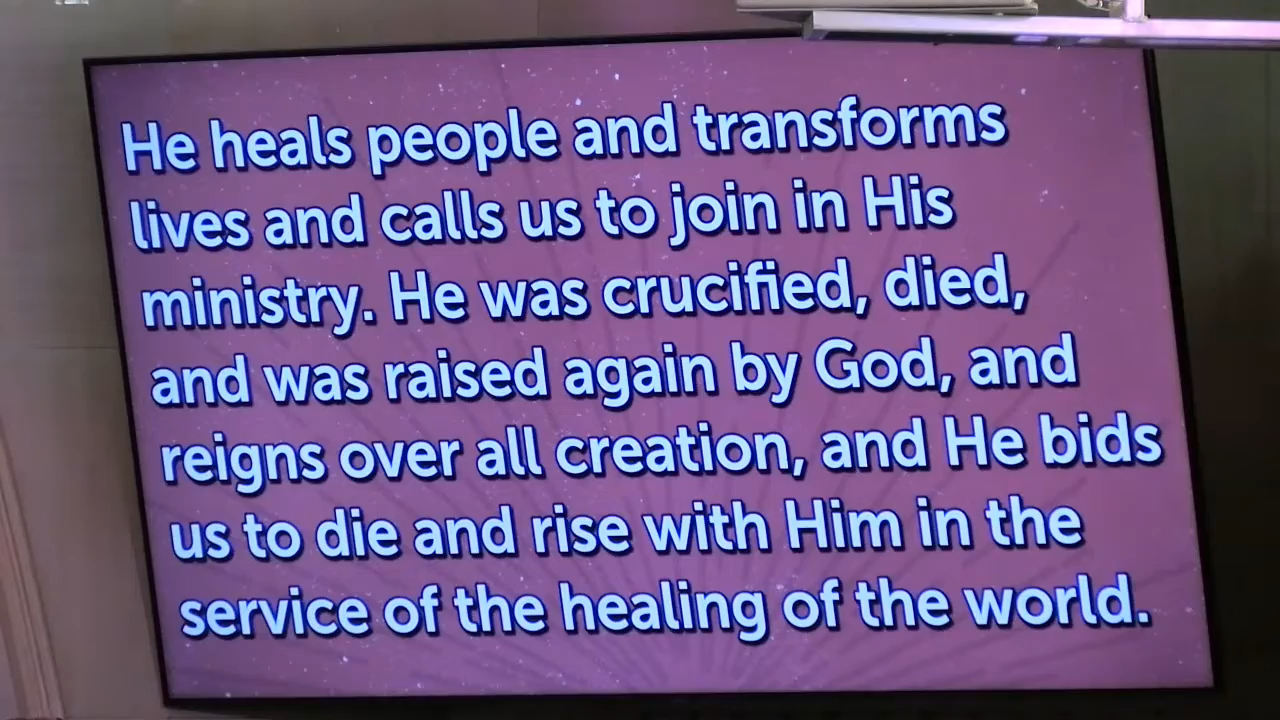 He heals people and transforms
lives and calls us to join in His
ministry. He was crucified, died,
and was raised again by God, and
reigns over all creation, and He bids
us to die and rise with Him in the
service of the healing of the world.